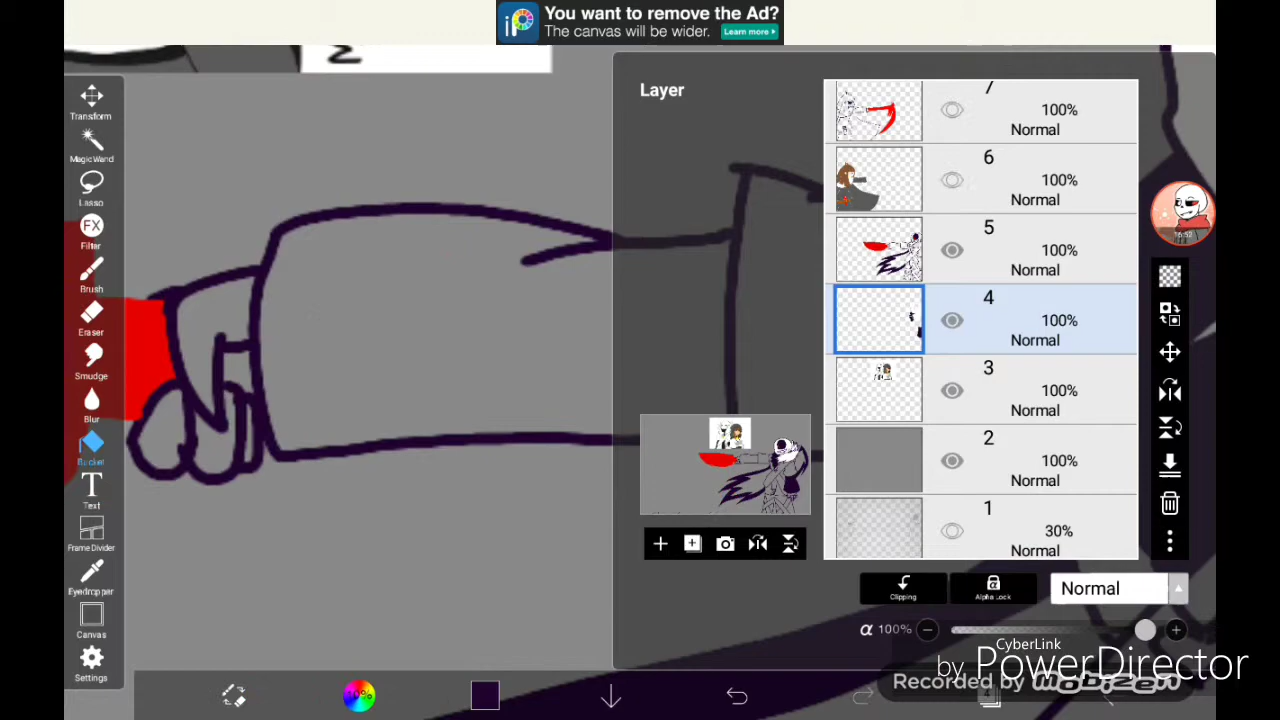 You want to remove the Ad?
The canvas will be wider.
Learn more
Transform
Magic Wand
Lasso
FX
Filter
Brush
Eraser
Smudge
Blur
Bucket
T
Text
Frame Divider
Eyedropper
Canvas
Settings
Layer
7
100%
Normal
6
100%
Normal
5
100%
Normal
4
100%
Normal
3
100%
Normal
2
100%
Normal
1
30%
Normal
Clipping
Alpha Lock
Normal
α 100%
CyberLink
by PowerDirector
Recorded by mobizen